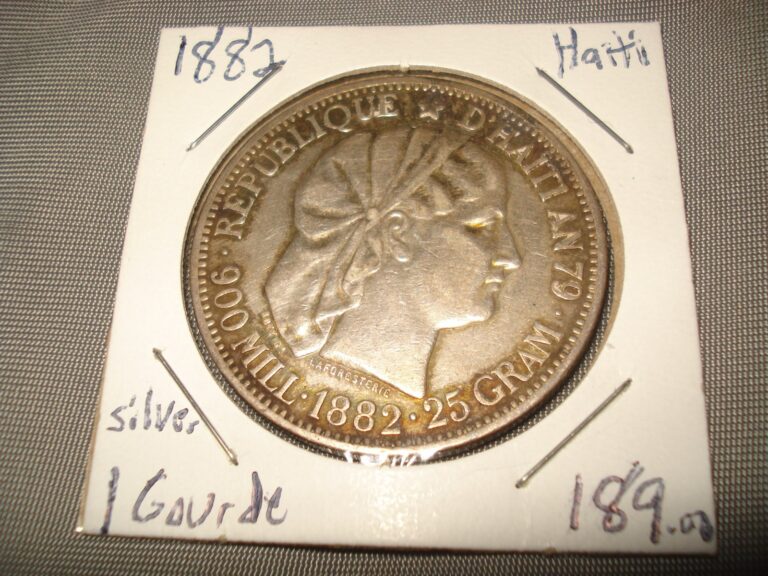 1882
Haiti
REPUBLIQUE ★ D'HAITI AN 79 ·
900 MILL · 1882 · 25 GRAM ·
LAFORESTERIE
silver
1 Gourde
189.00